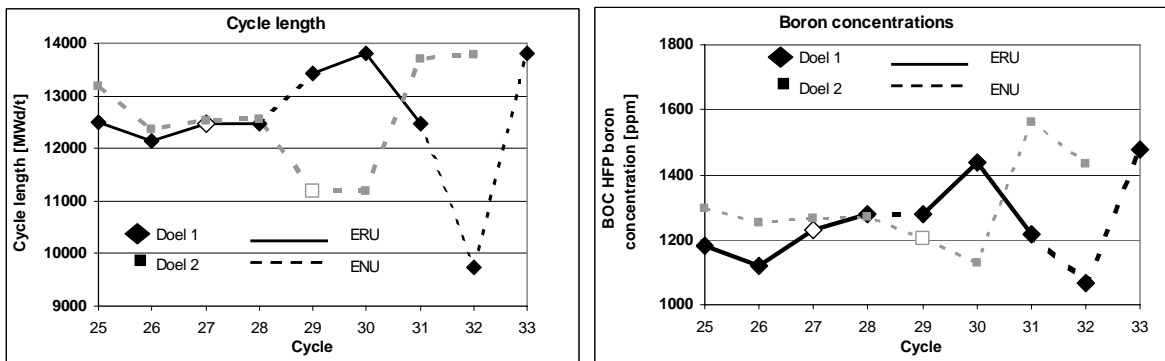 Cycle length
14000
13000
12000
11000
10000
9000
Cycle length [MWd/t]
Doel 1
ERU
Doel 2
ENU
25 26 27 28 29 30 31 32 33
Cycle
Boron concentrations
1800
1600
1400
1200
1000
BOC HFP boron
concentration [ppm]
Doel 1
ERU
Doel 2
ENU
25 26 27 28 29 30 31 32 33
Cycle